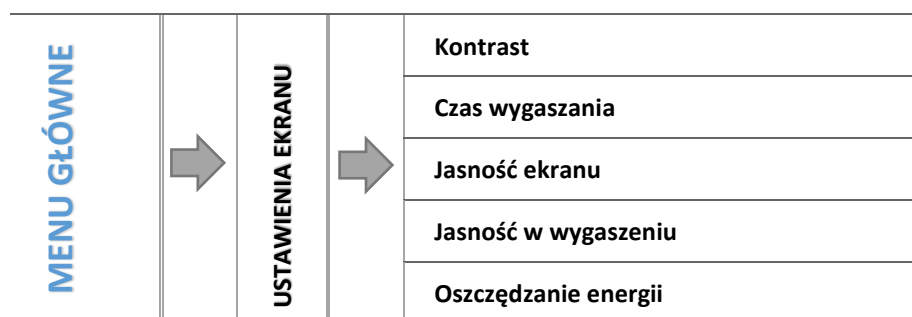 MENU GŁÓWNE
USTAWIENIA EKRANU
Kontrast
Czas wygaszania
Jasność ekranu
Jasność w wygaszeniu
Oszczędzanie energii